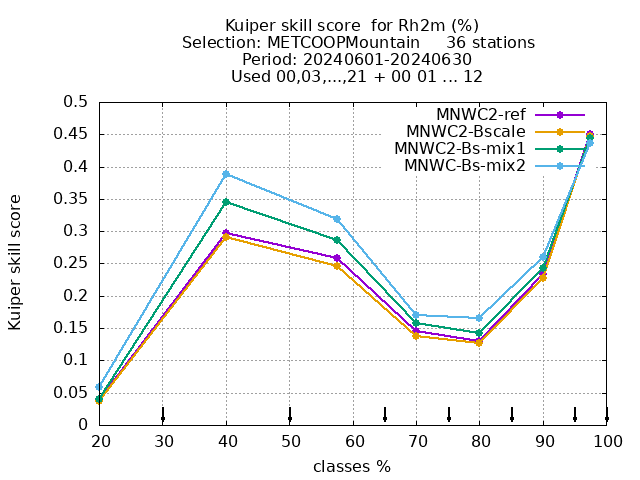 Kuiper skill score  for Rh2m (%)
Selection: METCOOPMountain     36 stations
Period: 20240601-20240630
Used 00,03,...,21 + 00 01 ... 12
MNWC2-ref
MNWC2-Bscale
MNWC2-Bs-mix1
MNWC-Bs-mix2
Kuiper skill score
0.5
0.45
0.4
0.35
0.3
0.25
0.2
0.15
0.1
0.05
0
20 30 40 50 60 70 80 90 100
classes %